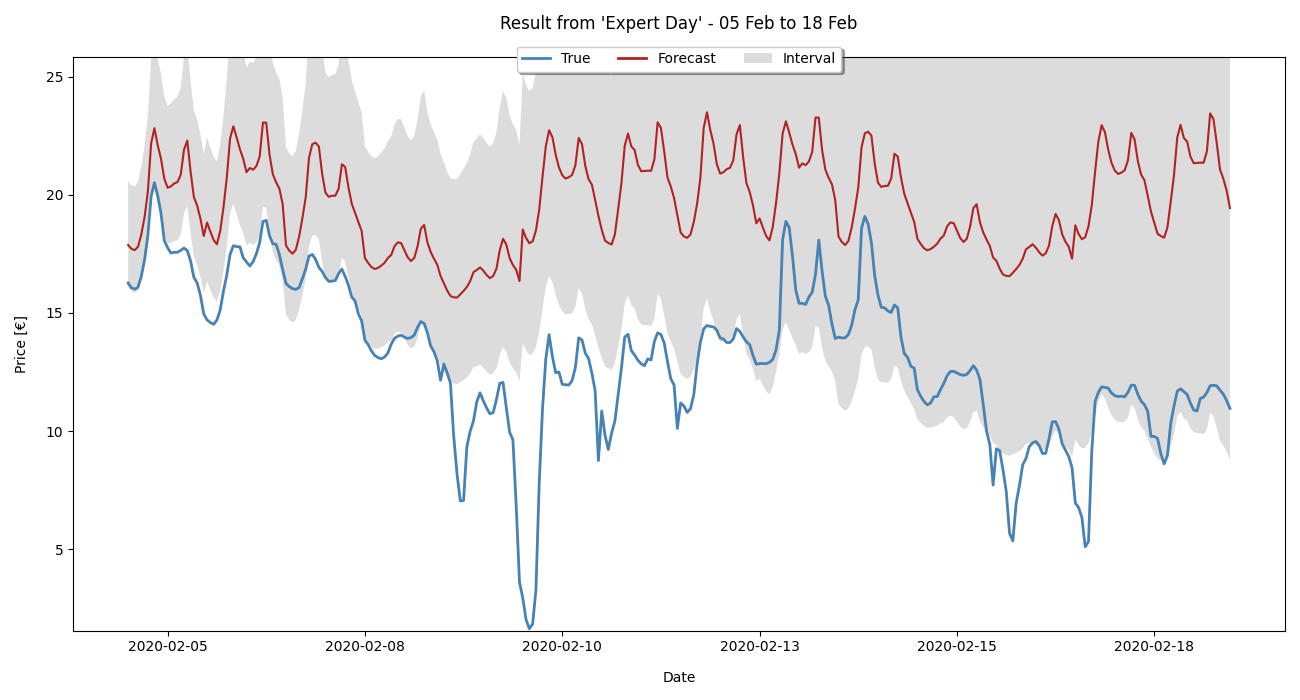 Result from 'Expert Day' - 05 Feb to 18 Feb
True Forecast Interval
25
20
15
10
5
Price [€]
2020-02-05 2020-02-08 2020-02-10 2020-02-13 2020-02-15 2020-02-18
Date